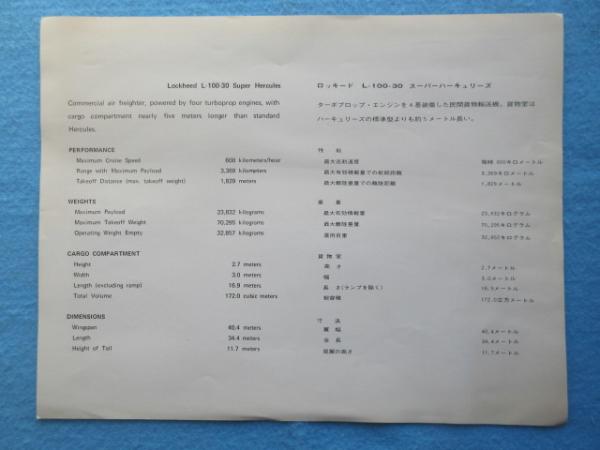 Lockheed L-100-30 Super Hercules
Commercial air freighter, powered by four turboprop engines, with
cargo compartment nearly five meters longer than standard
Hercules.
PERFORMANCE
Maximum Cruise Speed 608 kilometers/hour
Range with Maximum Payload 3,369 kilometers
Takeoff Distance (max. takeoff weight) 1,829 meters
WEIGHTS
Maximum Payload 23,832 kilograms
Maximum Takeoff Weight 70,295 kilograms
Operating Weight Empty 32,857 kilograms
CARGO COMPARTMENT
Height 2.7 meters
Width 3.0 meters
Length (excluding ramp) 16.9 meters
Total Volume 172.0 cubic meters
DIMENSIONS
Wingspan 40.4 meters
Length 34.4 meters
Height of Tail 11.7 meters
ロッキード L-100-30 スーパーハーキュリーズ
ターボプロップ・エンジンを4基装備した民間貨物輸送機。貨物室は
ハーキュリーズの標準型よりも約5メートル長い。
性 能
最大巡航速度 キロメートル
最大有効搭載量での航続距離 3,369キロメートル
最大離陸重量での離陸距離 1,829メートル
重 量
最大有効搭載量 23,832キログラム
最大離陸重量 70,295キログラム
運用自重 キログラム
貨物室
高 さ 2.7メートル
幅 3.0メートル
長 さ(ランプを除く) 16.9メートル
総容積 172.0立方メートル
寸 法
翼 幅 40.4メートル
全 長 34.4メートル
尾翼の高さ 11.7メートル